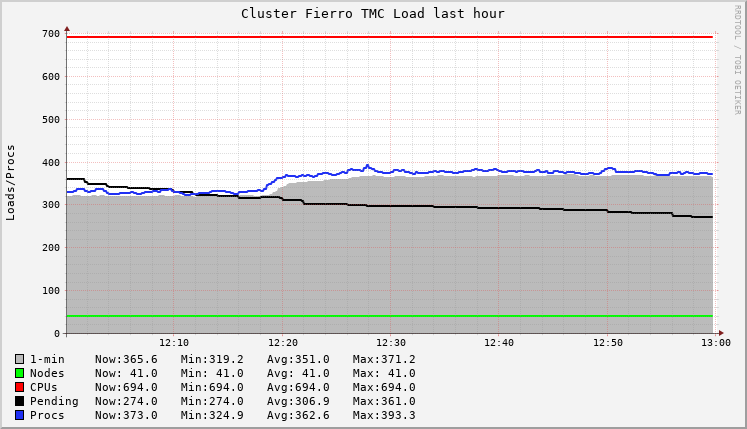 Cluster Fierro TMC Load last hour
RRDTOOL / TOBI OETIKER
Loads/Procs
700
600
500
400
300
200
100
0
12:10 12:20 12:30 12:40 12:50 13:00
1-min Now:365.6 Min:319.2 Avg:351.0 Max:371.2
Nodes Now: 41.0 Min: 41.0 Avg: 41.0 Max: 41.0
CPUs Now:694.0 Min:694.0 Avg:694.0 Max:694.0
Pending Now:274.0 Min:274.0 Avg:306.9 Max:361.0
Procs Now:373.0 Min:324.9 Avg:362.6 Max:393.3